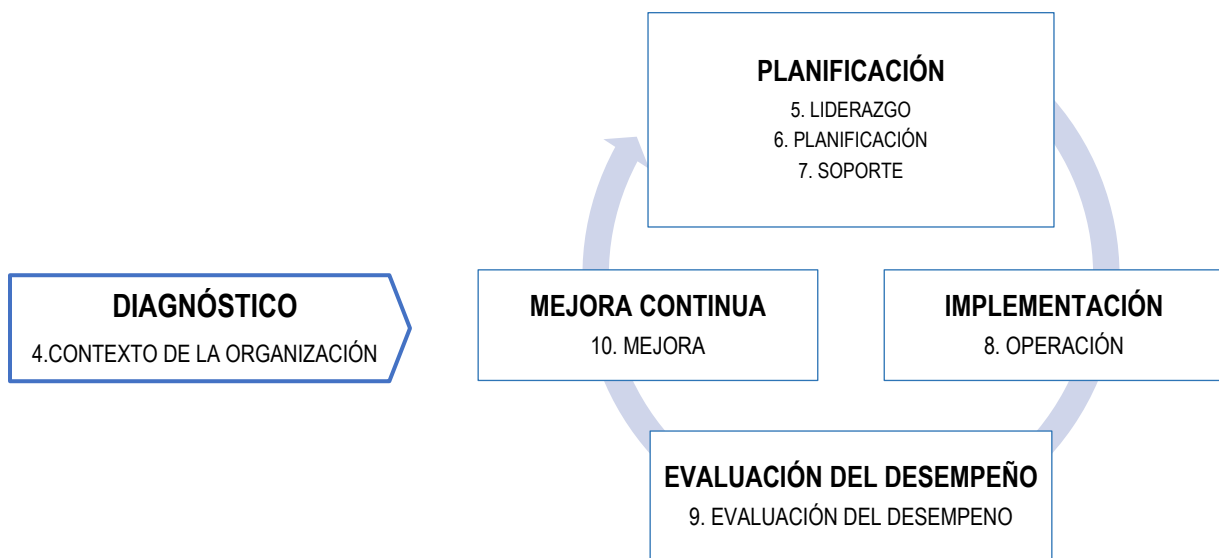 PLANIFICACIÓN
5. LIDERAZGO
6. PLANIFICACIÓN
7. SOPORTE
DIAGNÓSTICO
4.CONTEXTO DE LA ORGANIZACIÓN
MEJORA CONTINUA
10. MEJORA
IMPLEMENTACIÓN
8. OPERACIÓN
EVALUACIÓN DEL DESEMPEÑO
9. EVALUACIÓN DEL DESEMPENO